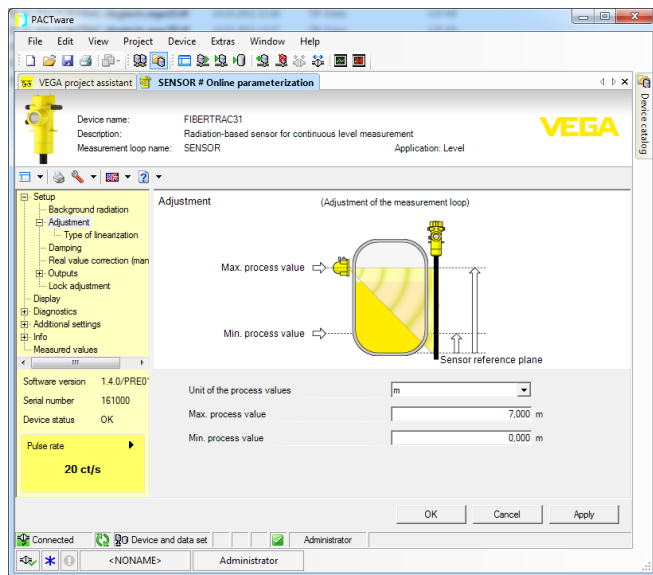 PACTware
File Edit View Project Device Extras Window Help
VEGA project assistant SENSOR # Online parameterization
Device name: FIBERTRAC31
Description: Radiation-based sensor for continuous level measurement
Measurement loop name: SENSOR Application: Level
VEGA
Device catalog
Setup
Background radiation
Adjustment
Type of linearization
Damping
Real value correction (man
Outputs
Lock adjustment
Display
Diagnostics
Additional settings
Info
Measured values
Software version 1.4.0/PRE0
Serial number 161000
Device status OK
Pulse rate
20 ct/s
Adjustment (Adjustment of the measurement loop)
Max. process value
Min. process value
Sensor reference plane
Unit of the process values m
Max. process value 7,000 m
Min. process value 0,000 m
OK Cancel Apply
Connected Device and data set Administrator
<NONAME> Administrator